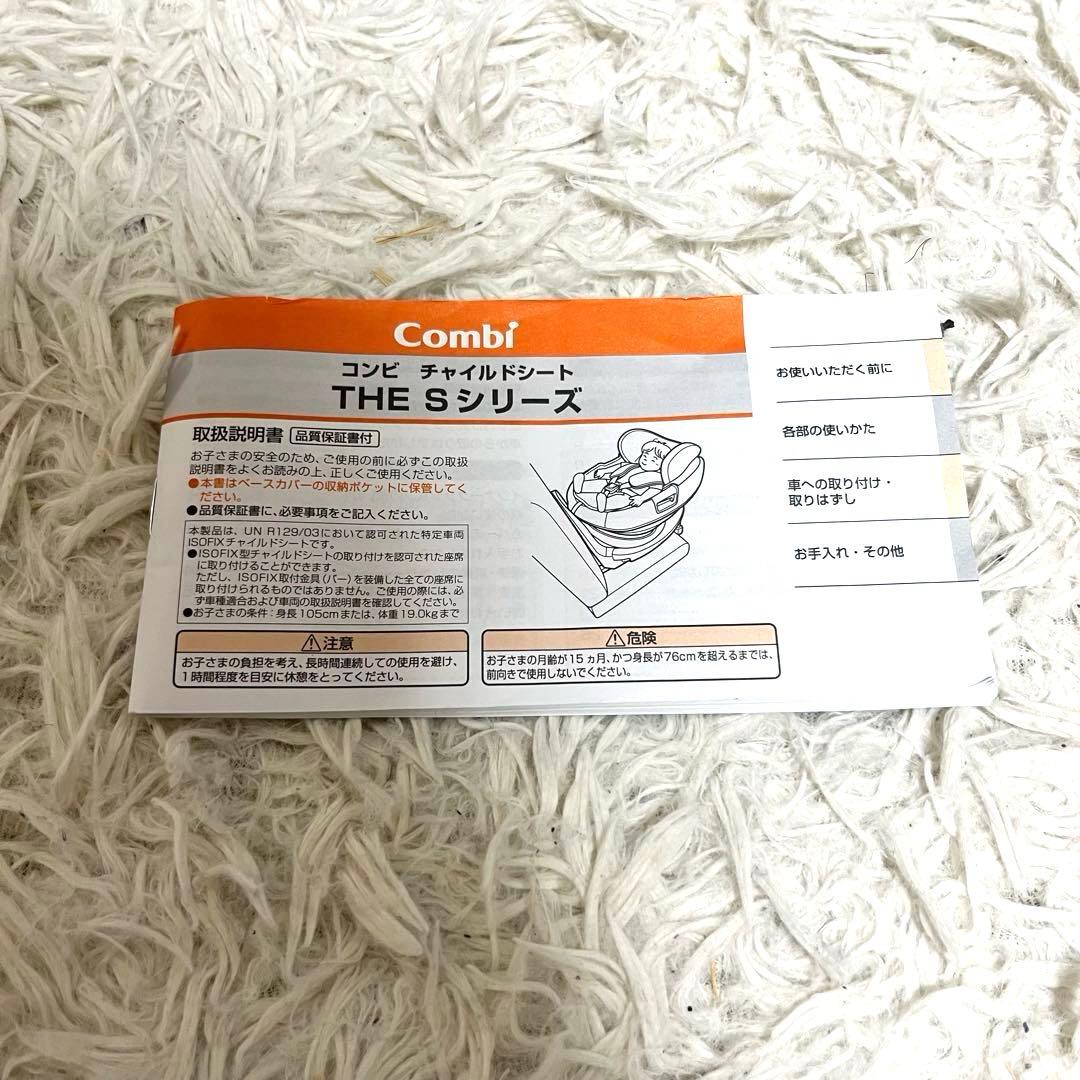 Combi
コンビ チャイルドシート
THE Sシリーズ
取扱説明書 品質保証書付
お子さまの安全のため、ご使用の前に必ずこの取扱
説明書をよくお読みの上、正しくご使用ください。
●本書はベースカバーの収納ポケットに保管してく
ださい。
●品質保証書に、必要事項をご記入ください。
本製品は、UN R129/03において認可された特定車両
ISOFIXチャイルドシートです。
●ISOFIX型チャイルドシートの取り付けを認可された座席
に取り付けることができます。
ただし、ISOFIX取付金具(バー)を装備した全ての座席に
取り付けられるものではありません。ご使用の際には、必
ず車種適合および車両の取扱説明書を確認してください。
●お子さまの条件:身長105cmまたは、体重19.0kgまで
⚠注意
お子さまの負担を考え、長時間連続しての使用を避け、
1時間程度を目安に休憩をとってください。
⚠危険
お子さまの月齢が15ヵ月、かつ身長が76cmを超えるまでは、
前向きで使用しないでください。
お使いいただく前に
各部の使いかた
車への取り付け・
取りはずし
お手入れ・その他